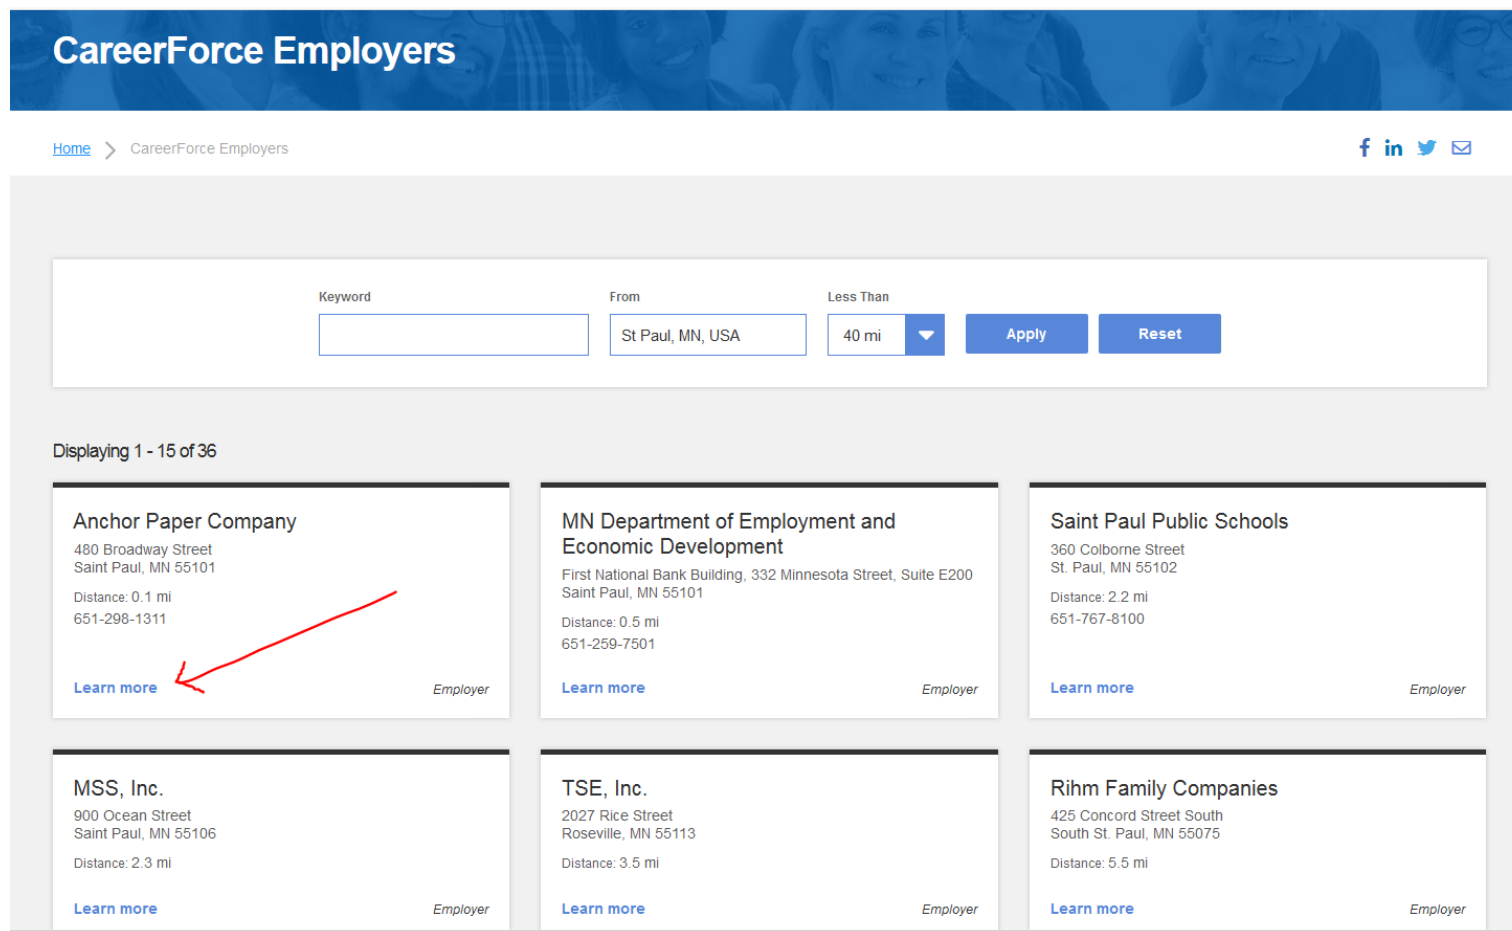 CareerForce Employers
Home CareerForce Employers
f in
Keyword From Less Than
St Paul, MN, USA 40 mi Apply Reset
Displaying 1 - 15 of 36
Anchor Paper Company
480 Broadway Street
Saint Paul, MN 55101
Distance: 0.1 mi
651-298-1311
Learn more Employer
MN Department of Employment and
Economic Development
First National Bank Building, 332 Minnesota Street, Suite E200
Saint Paul, MN 55101
Distance: 0.5 mi
651-259-7501
Learn more Employer
Saint Paul Public Schools
360 Colborne Street
St. Paul, MN 55102
Distance: 2.2 mi
651-767-8100
Learn more Employer
MSS, Inc.
900 Ocean Street
Saint Paul, MN 55106
Distance: 2.3 mi
Learn more Employer
TSE, Inc.
2027 Rice Street
Roseville, MN 55113
Distance: 3.5 mi
Learn more Employer
Rihm Family Companies
425 Concord Street South
South St. Paul, MN 55075
Distance: 5.5 mi
Learn more Employer